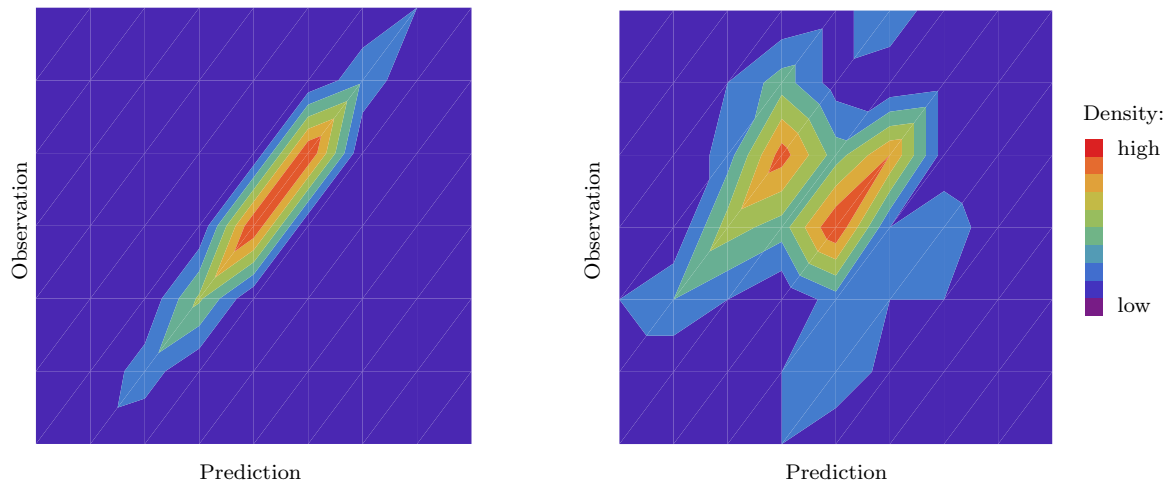 Observation
Prediction
Observation
Prediction
Density:
high
low